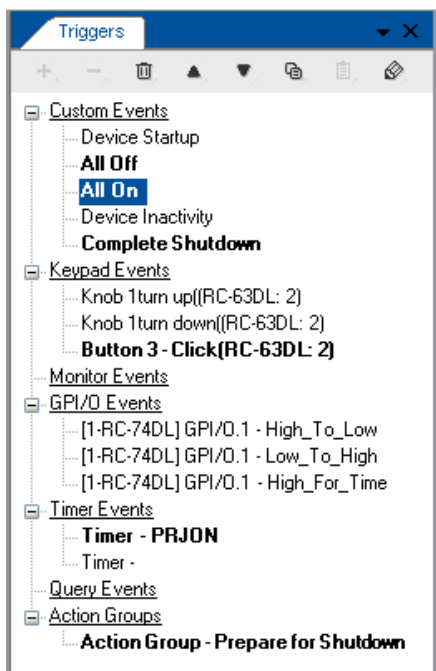 Triggers
Custom Events
Device Startup
All Off
All On
Device Inactivity
Complete Shutdown
Keypad Events
Knob 1turn up((RC-63DL: 2)
Knob 1turn down((RC-63DL: 2)
Button 3 - Click(RC-63DL: 2)
Monitor Events
GPI/O Events
[1-RC-74DL] GPI/O.1 - High_To_Low
[1-RC-74DL] GPI/O.1 - Low_To_High
[1-RC-74DL] GPI/O.1 - High_For_Time
Timer Events
Timer - PRJON
Timer -
Query Events
Action Groups
Action Group - Prepare for Shutdown